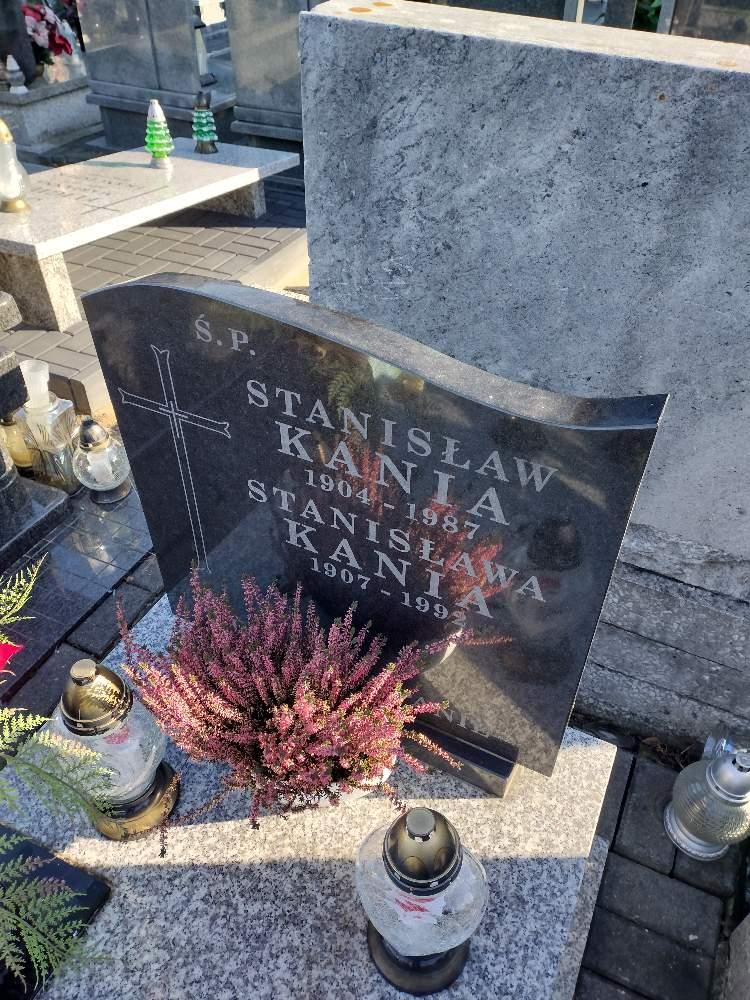 Ś.P.
STANISŁAW
KANIA
1904 - 1987
STANISŁAWA
KANIA
1907 - 1992